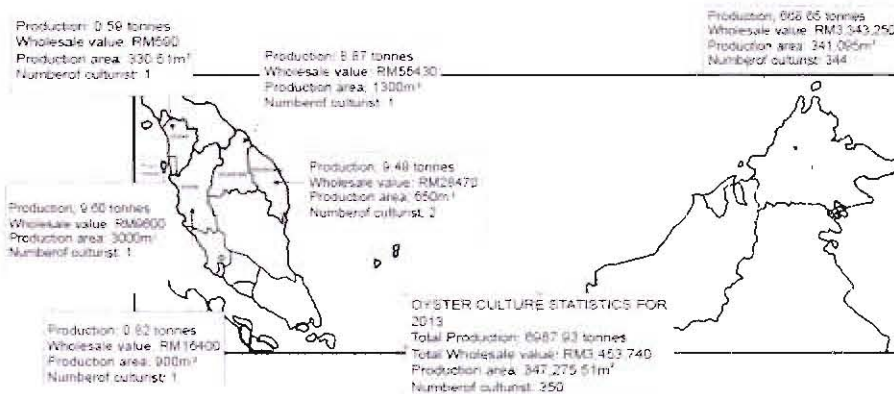 Production: 0.59 tonnes
Wholesale value: RM590
Production area: 330.51m²
Numberof culturist: 1
Production: 8.87 tonnes
Wholesale value: RM55430
Production area: 1300m²
Numberof culturist: 1
Production, 668.65 tonnes
Wholesale value: RM3,343,250
Production area: 341,095m²
Numberof culturist: 344
Production: 9.49 tonnes
Wholesale value: RM28470
Production area: 650m²
Numberof culturist: 2
Production, 9.60 tonnes
Wholesale value: RM9600
Production area: 3000m²
Numberof culturist: 1
Production: 0.82 tonnes
Wholesale value: RM16400
Production area: 900m²
Numberof culturist: 1
OYSTER CULTURE STATISTICS FOR
2013
Total Production: 6987.93 tonnes
Total Wholesale value: RM3,453,740
Production area: 347,275.51m²
Numberof culturist: 350